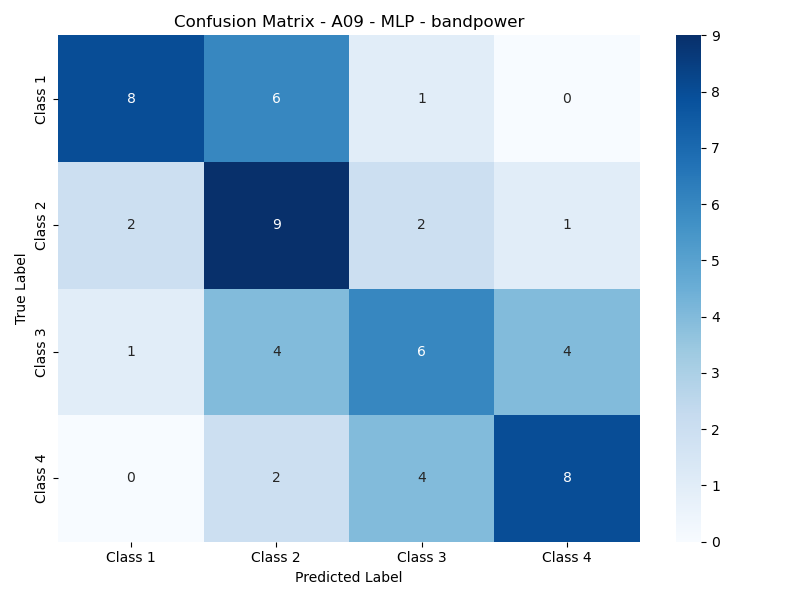 Confusion Matrix - A09 - MLP - bandpower
True Label
Class 1
8 6 1 0
Class 2
2 9 2 1
Class 3
1 4 6 4
Class 4
0 2 4 8
Class 1 Class 2 Class 3 Class 4
Predicted Label
9
8
7
6
5
4
3
2
1
0